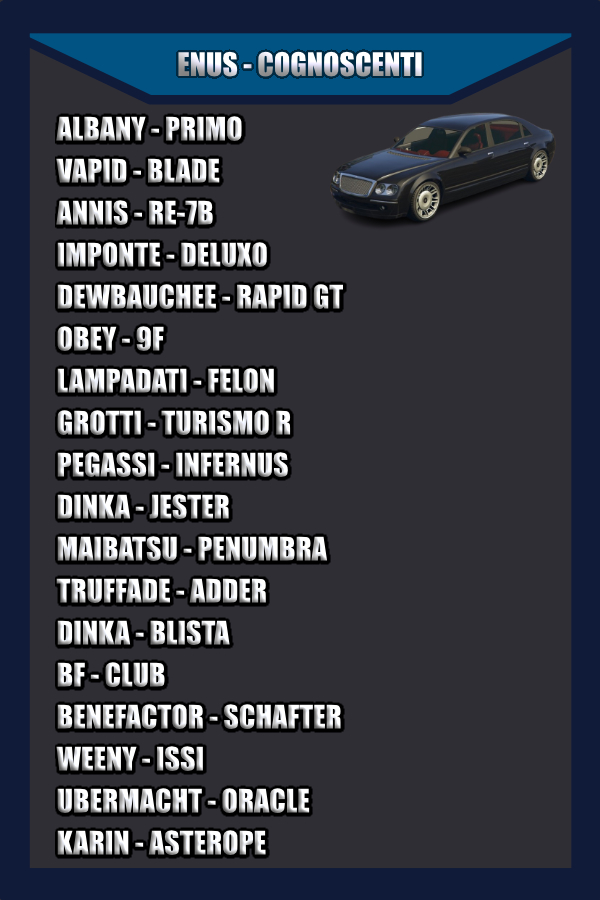 ENUS - COGNOSCENTI
ALBANY - PRIMO
VAPID - BLADE
ANNIS - RE-7B
IMPONTE - DELUXO
DEWBAUCHEE - RAPID GT
OBEY - 9F
LAMPADATI - FELON
GROTTI - TURISMO R
PEGASSI - INFERNUS
DINKA - JESTER
MAIBATSU - PENUMBRA
TRUFFADE - ADDER
DINKA - BLISTA
BF - CLUB
BENEFACTOR - SCHAFTER
WEENY - ISSI
UBERMACHT - ORACLE
KARIN - ASTEROPE